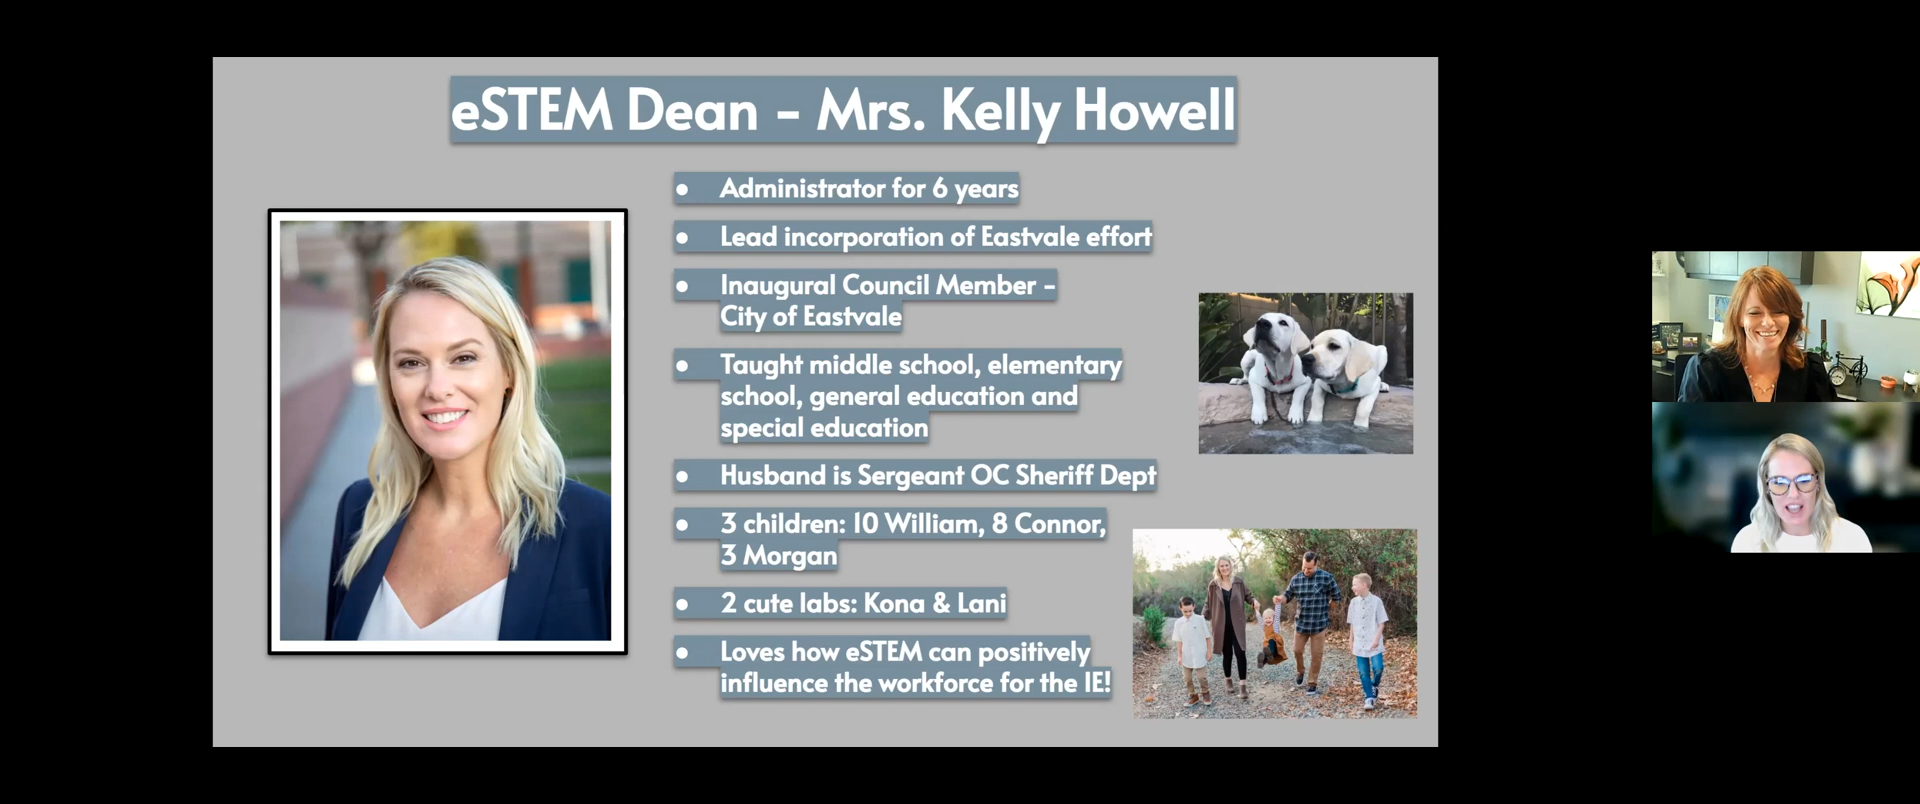 eSTEM Dean - Mrs. Kelly Howell
● Administrator for 6 years
● Lead incorporation of Eastvale effort
● Inaugural Council Member -
City of Eastvale
● Taught middle school, elementary
school, general education and
special education
● Husband is Sergeant OC Sheriff Dept
● 3 children: 10 William, 8 Connor,
3 Morgan
● 2 cute labs: Kona & Lani
● Loves how eSTEM can positively
influence the workforce for the IE!